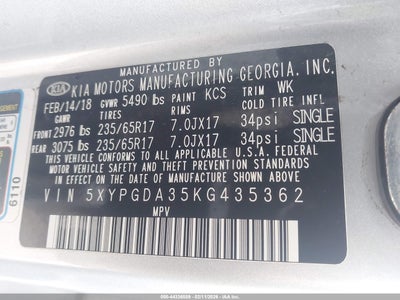 MANUFACTURED BY
KIA KIA MOTORS MANUFACTURING GEORGIA, INC.
FEB/14/18 GVWR 5490 lbs PAINT KCS TRIM WK
GAWR TIRES RIMS COLD TIRE INFL
FRONT 2976 lbs 235/65R17 7.0JX17 34psi SINGLE
REAR 3075 lbs 235/65R17 7.0JX17 34psi SINGLE
THIS VEHICLE CONFORMS TO ALL APPLICABLE U.S.A. FEDERAL
MOTOR VEHICLE SAFETY AND THEFT PREVENTION STANDARDS
IN EFFECT ON THE DATE OF MANUFACTURE SHOWN ABOVE
VIN 5XYPGDA35KG435362
MPV
6110